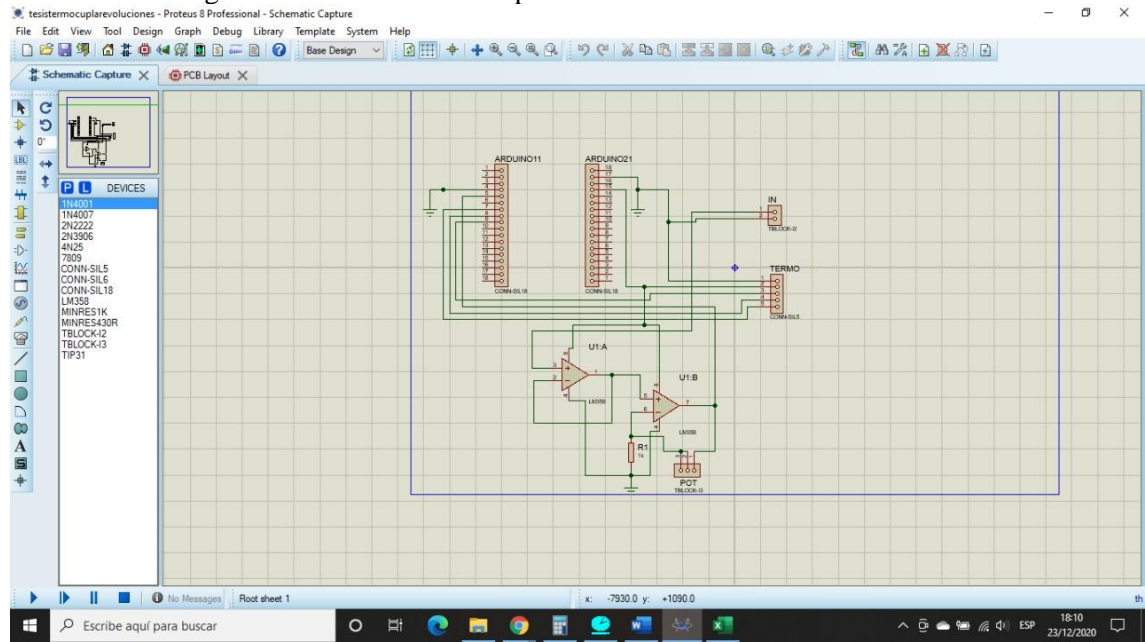 tesistermocuplarevoluciones - Proteus 8 Professional - Schematic Capture
File Edit View Tool Design Graph Debug Library Template System Help
Base Design
Schematic Capture
PCB Layout
0°
LBL
P L DEVICES
1N4001
1N4007
2N2222
2N3906
4N25
7809
CONN-SIL5
CONN-SIL6
CONN-SIL18
LM358
MINRES1K
MINRES430R
TBLOCK-I2
TBLOCK-I3
TIP31
ARDUINO11
ARDUINO21
CONN-SIL18
CONN-SIL18
IN
TBLOCK-I2
TERMO
CONN-SIL5
U1:A
LM358
U1:B
LM358
R1
1k
POT
TBLOCK-I3
No Messages
Root sheet 1
x: -7930.0 y: +1090.0
th
Escribe aquí para buscar
ESP
18:10
23/12/2020